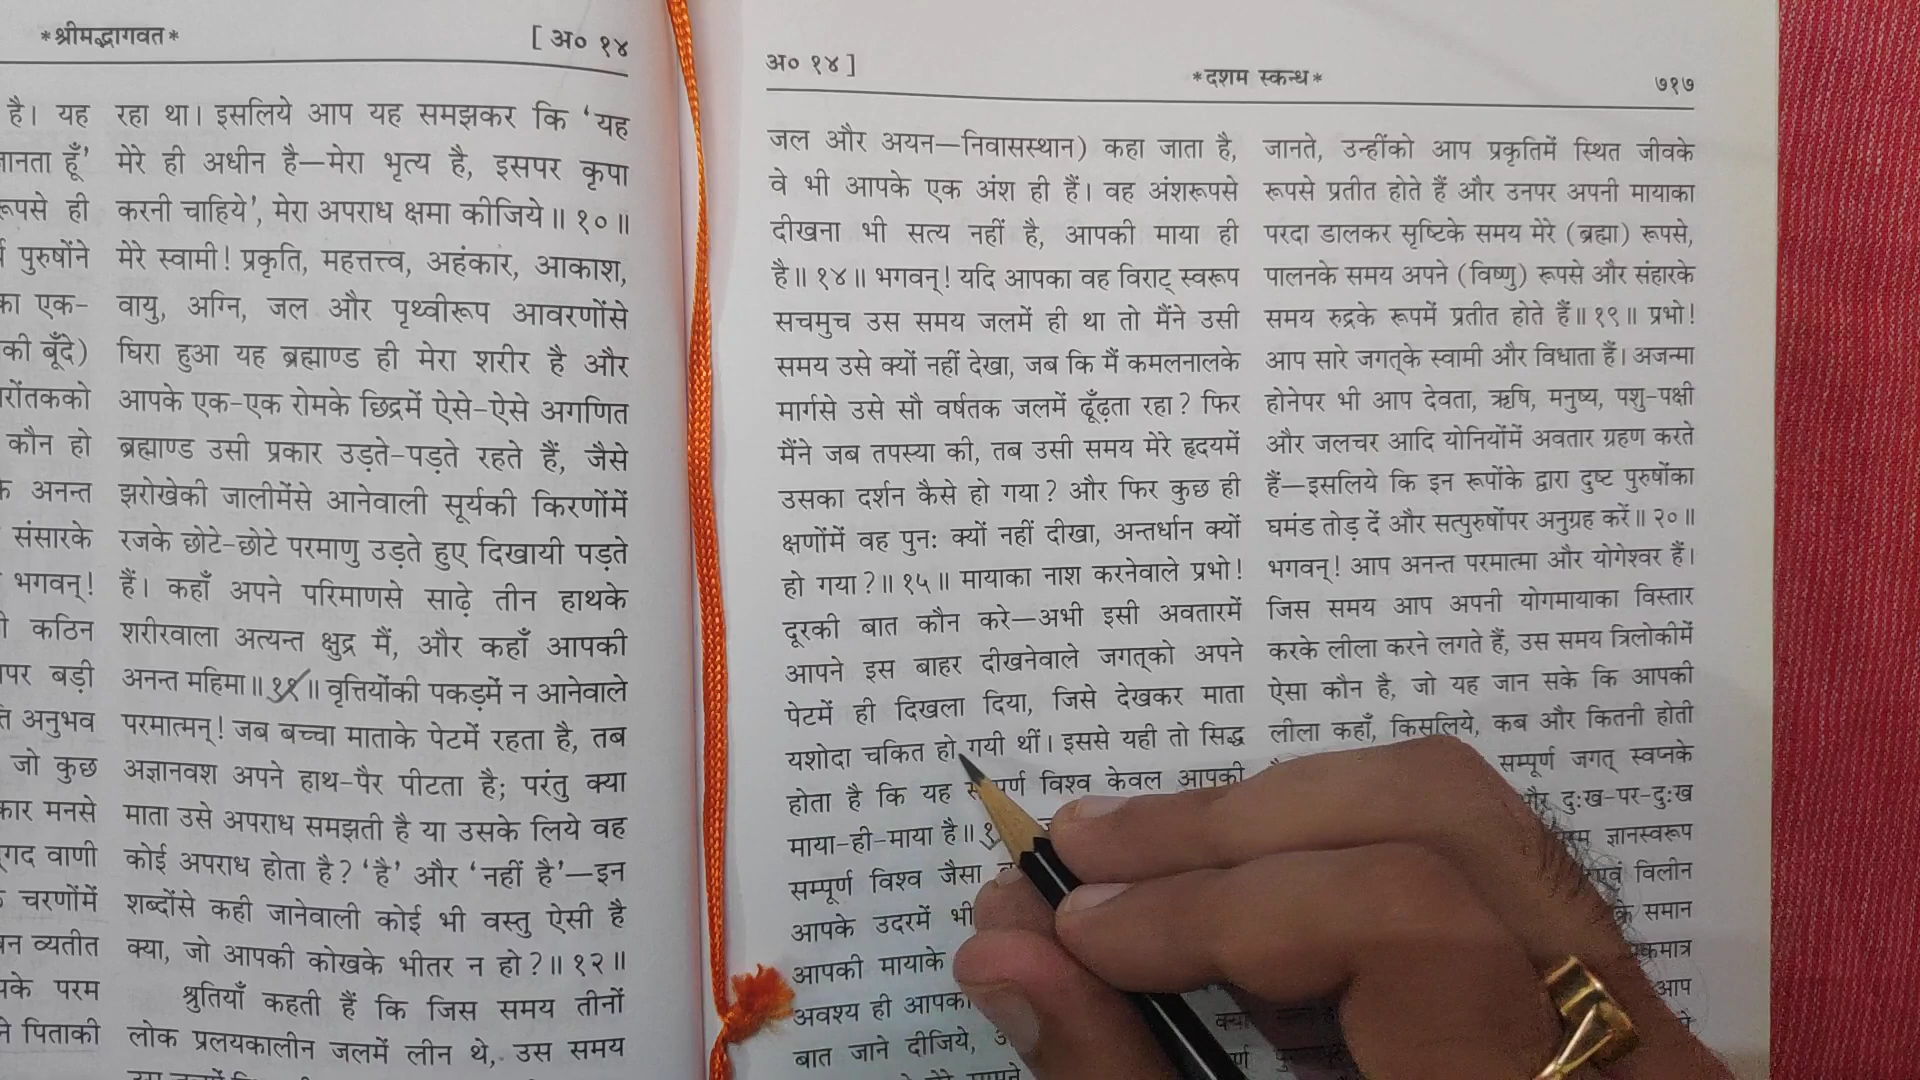 *श्रीमद्भागवत*
[ अ० १४
है। यह
जानता हूँ’
रूपसे ही
पुरुषोंने
का एक-
की बूँदे)
कौन हो
अनन्त
संसारके
भगवन्!
कठिन
बड़ी
अनुभव
जो कुछ
मनसे
वाणी
चरणोंमें
व्यतीत
परम
पिताकी
रहा था। इसलिये आप यह समझकर कि ‘यह
मेरे ही अधीन है—मेरा भृत्य है, इसपर कृपा
करनी चाहिये’, मेरा अपराध क्षमा कीजिये॥ १०॥
मेरे स्वामी! प्रकृति, महत्तत्त्व, अहंकार, आकाश,
वायु, अग्नि, जल और पृथ्वीरूप आवरणोंसे
घिरा हुआ यह ब्रह्माण्ड ही मेरा शरीर है और
आपके एक-एक रोमके छिद्रमें ऐसे-ऐसे अगणित
ब्रह्माण्ड उसी प्रकार उड़ते-पड़ते रहते हैं, जैसे
झरोखेकी जालीमेंसे आनेवाली सूर्यकी किरणोंमें
रजके छोटे-छोटे परमाणु उड़ते हुए दिखायी पड़ते
हैं। कहाँ अपने परिमाणसे साढ़े तीन हाथके
शरीरवाला अत्यन्त क्षुद्र मैं, और कहाँ आपकी
अनन्त महिमा॥ ११॥ वृत्तियोंकी पकड़में न आनेवाले
परमात्मन्! जब बच्चा माताके पेटमें रहता है, तब
अज्ञानवश अपने हाथ-पैर पीटता है; परंतु क्या
माता उसे अपराध समझती है या उसके लिये वह
कोई अपराध होता है? ‘है’ और ‘नहीं है’—इन
शब्दोंसे कही जानेवाली कोई भी वस्तु ऐसी है
क्या, जो आपकी कोखके भीतर न हो?॥ १२॥
श्रुतियाँ कहती हैं कि जिस समय तीनों
लोक प्रलयकालीन जलमें लीन थे, उस समय
अ० १४ ]
*दशम स्कन्ध*
७१७
जल और अयन—निवासस्थान) कहा जाता है,
वे भी आपके एक अंश ही हैं। वह अंशरूपसे
दीखना भी सत्य नहीं है, आपकी माया ही
है॥ १४॥ भगवन्! यदि आपका वह विराट् स्वरूप
सचमुच उस समय जलमें ही था तो मैंने उसी
समय उसे क्यों नहीं देखा, जब कि मैं कमलनालके
मार्गसे उसे सौ वर्षतक जलमें ढूँढ़ता रहा? फिर
मैंने जब तपस्या की, तब उसी समय मेरे हृदयमें
उसका दर्शन कैसे हो गया? और फिर कुछ ही
क्षणोंमें वह पुनः क्यों नहीं दीखा, अन्तर्धान क्यों
हो गया?॥ १५॥ मायाका नाश करनेवाले प्रभो!
दूरकी बात कौन करे—अभी इसी अवतारमें
आपने इस बाहर दीखनेवाले जगत्को अपने
पेटमें ही दिखला दिया, जिसे देखकर माता
यशोदा चकित हो गयी थीं। इससे यही तो सिद्ध
होता है कि यह विश्व केवल आपकी
माया-ही-माया है॥
सम्पूर्ण विश्व जैसा
आपके उदरमें भी
आपकी मायाके
अवश्य ही आपकी
बात जाने दीजिये,
जानते, उन्हींको आप प्रकृतिमें स्थित जीवके
रूपसे प्रतीत होते हैं और उनपर अपनी मायाका
परदा डालकर सृष्टिके समय मेरे (ब्रह्मा) रूपसे,
पालनके समय अपने (विष्णु) रूपसे और संहारके
समय रुद्रके रूपमें प्रतीत होते हैं॥ १९॥ प्रभो!
आप सारे जगत्के स्वामी और विधाता हैं। अजन्मा
होनेपर भी आप देवता, ऋषि, मनुष्य, पशु-पक्षी
और जलचर आदि योनियोंमें अवतार ग्रहण करते
हैं—इसलिये कि इन रूपोंके द्वारा दुष्ट पुरुषोंका
घमंड तोड़ दें और सत्पुरुषोंपर अनुग्रह करें॥ २०॥
भगवन्! आप अनन्त परमात्मा और योगेश्वर हैं।
जिस समय आप अपनी योगमायाका विस्तार
करके लीला करने लगते हैं, उस समय त्रिलोकीमें
ऐसा कौन है, जो यह जान सके कि आपकी
लीला कहाँ, किसलिये, कब और कितनी होती
सम्पूर्ण जगत् स्वप्नके
और दुःख-पर-दुःख
ज्ञानस्वरूप
एवं विलीन
के समान
आप